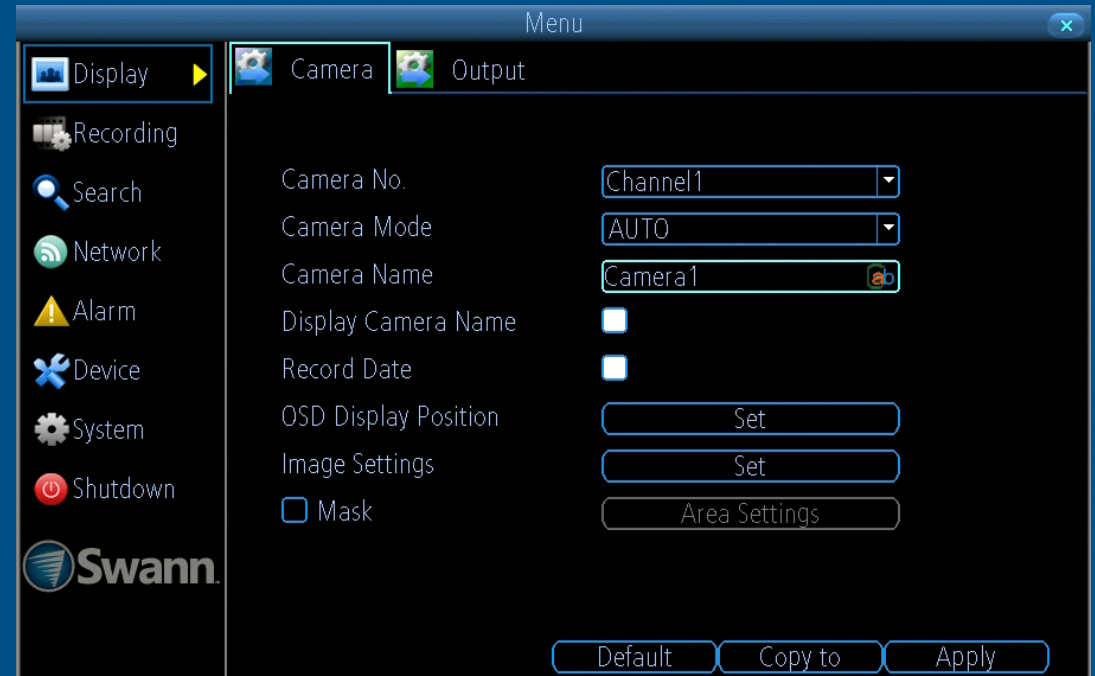 Menu
Display
Recording
Search
Network
Alarm
Device
System
Shutdown
Swann
Camera
Output
Camera No.
Channel1
Camera Mode
AUTO
Camera Name
Camera1
ab
Display Camera Name
Record Date
OSD Display Position
Set
Image Settings
Set
Mask
Area Settings
Default
Copy to
Apply